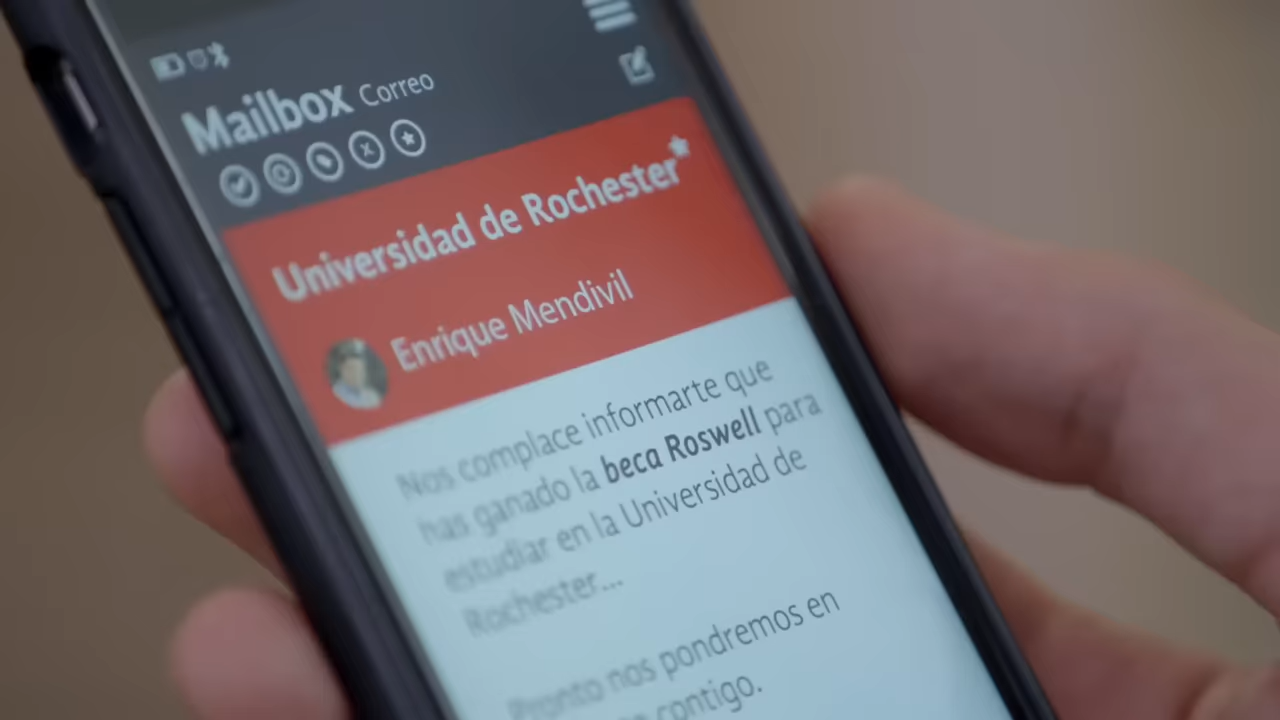 Mailbox Correo
Universidad de Rochester
Enrique Mendivil
Nos complace informarte que
has ganado la beca Roswell para
estudiar en la Universidad de
Rochester...
Pronto nos pondremos en
contigo.